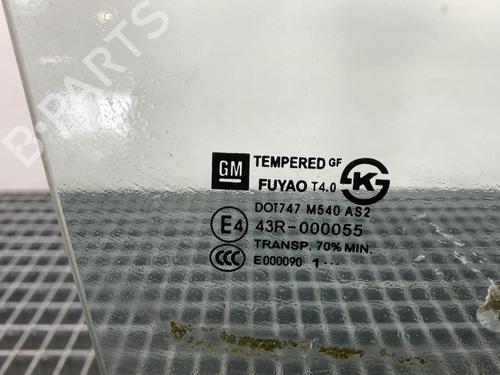 B-PARTS
GM TEMPERED GF
FUYAO T4.0
DOT747 M540 AS2
E4 43R-000055
TRANSP. 70% MIN.
CCC E000090 1···